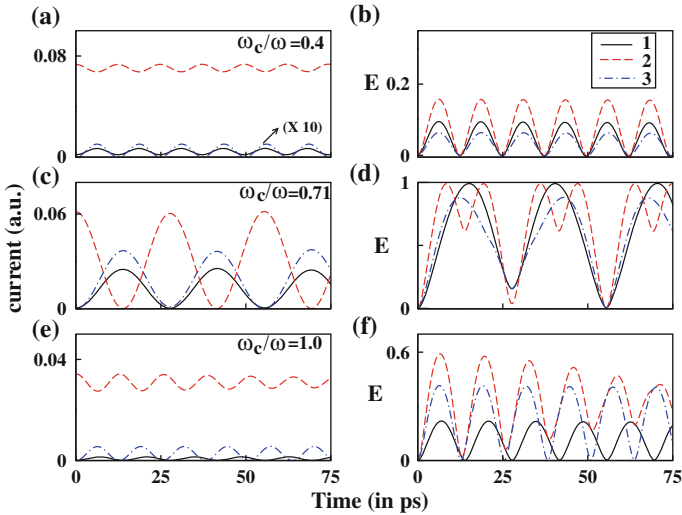 (a)
ω_c/ω=0.4
0.08
0
(X 10)
(b)
E
0.2
0
1
2
3
(c)
ω_c/ω=0.71
0.06
0
current (a.u.)
(d)
1
E
0
(e)
ω_c/ω=1.0
0.04
0
0 25 50 75
(f)
0.6
E
0
0 25 50 75
Time (in ps)